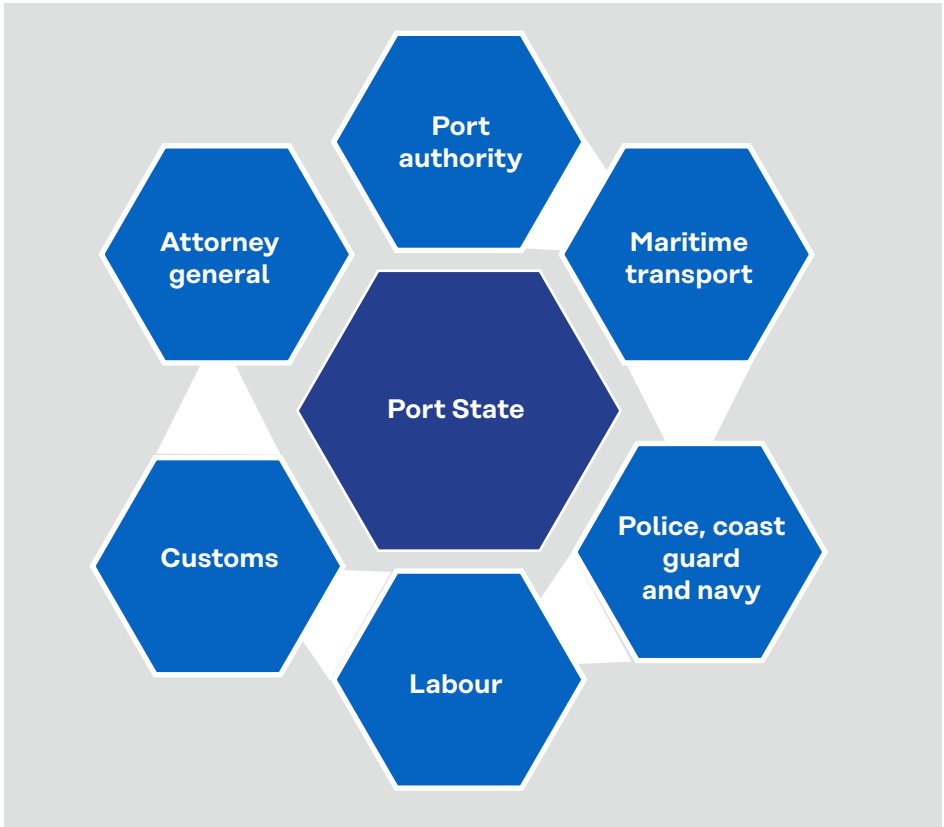 Port
authority
Attorney
general
Maritime
transport
Port State
Police, coast
guard
and navy
Customs
Labour